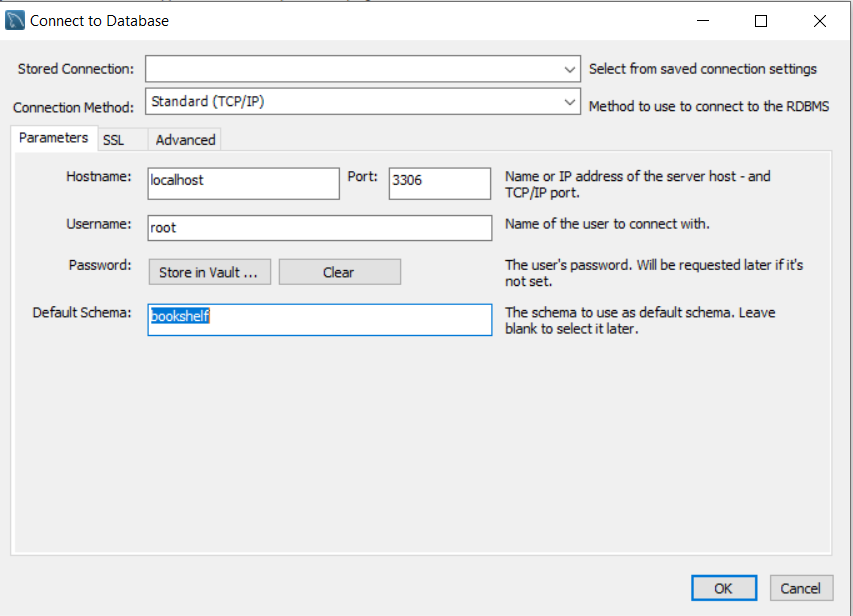 Connect to Database
Stored Connection: Select from saved connection settings
Connection Method: Standard (TCP/IP) Method to use to connect to the RDBMS
Parameters SSL Advanced
Hostname: localhost Port: 3306 Name or IP address of the server host - and
TCP/IP port.
Username: root Name of the user to connect with.
Password: Store in Vault ... Clear The user's password. Will be requested later if it's
not set.
Default Schema: bookshelf The schema to use as default schema. Leave
blank to select it later.
OK Cancel